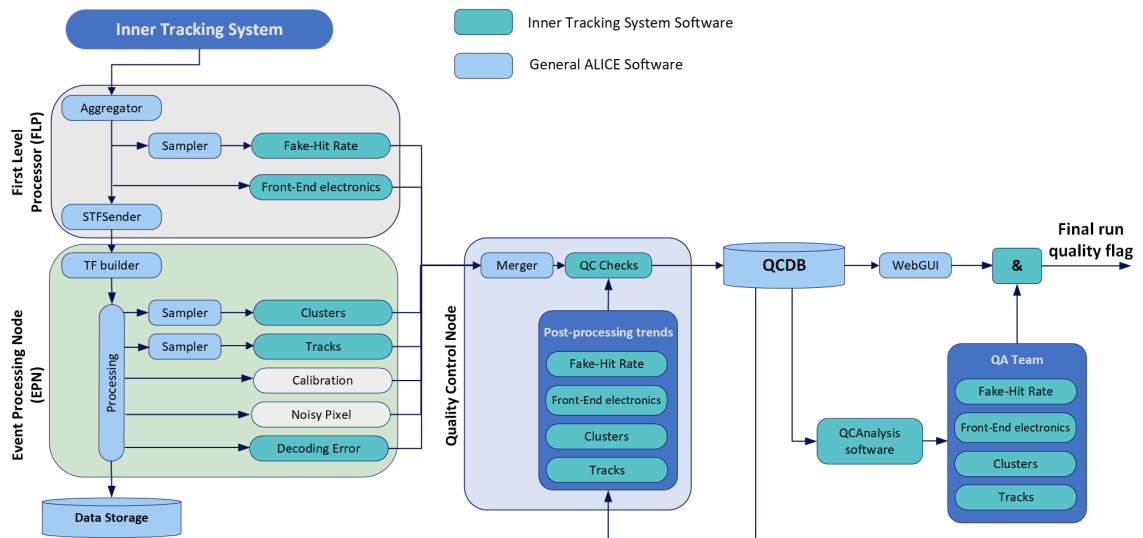 Inner Tracking System
Inner Tracking System Software
General ALICE Software
First Level
Processor (FLP)
Aggregator
Sampler
Fake-Hit Rate
Front-End electronics
STFSender
Event Processing Node
(EPN)
TF builder
Processing
Sampler
Clusters
Sampler
Tracks
Calibration
Noisy Pixel
Decoding Error
Data Storage
Quality Control Node
Merger
QC Checks
Post-processing trends
Fake-Hit Rate
Front-End electronics
Clusters
Tracks
QCDB
WebGUI
&
Final run
quality flag
QCAnalysis
software
QA Team
Fake-Hit Rate
Front-End electronics
Clusters
Tracks